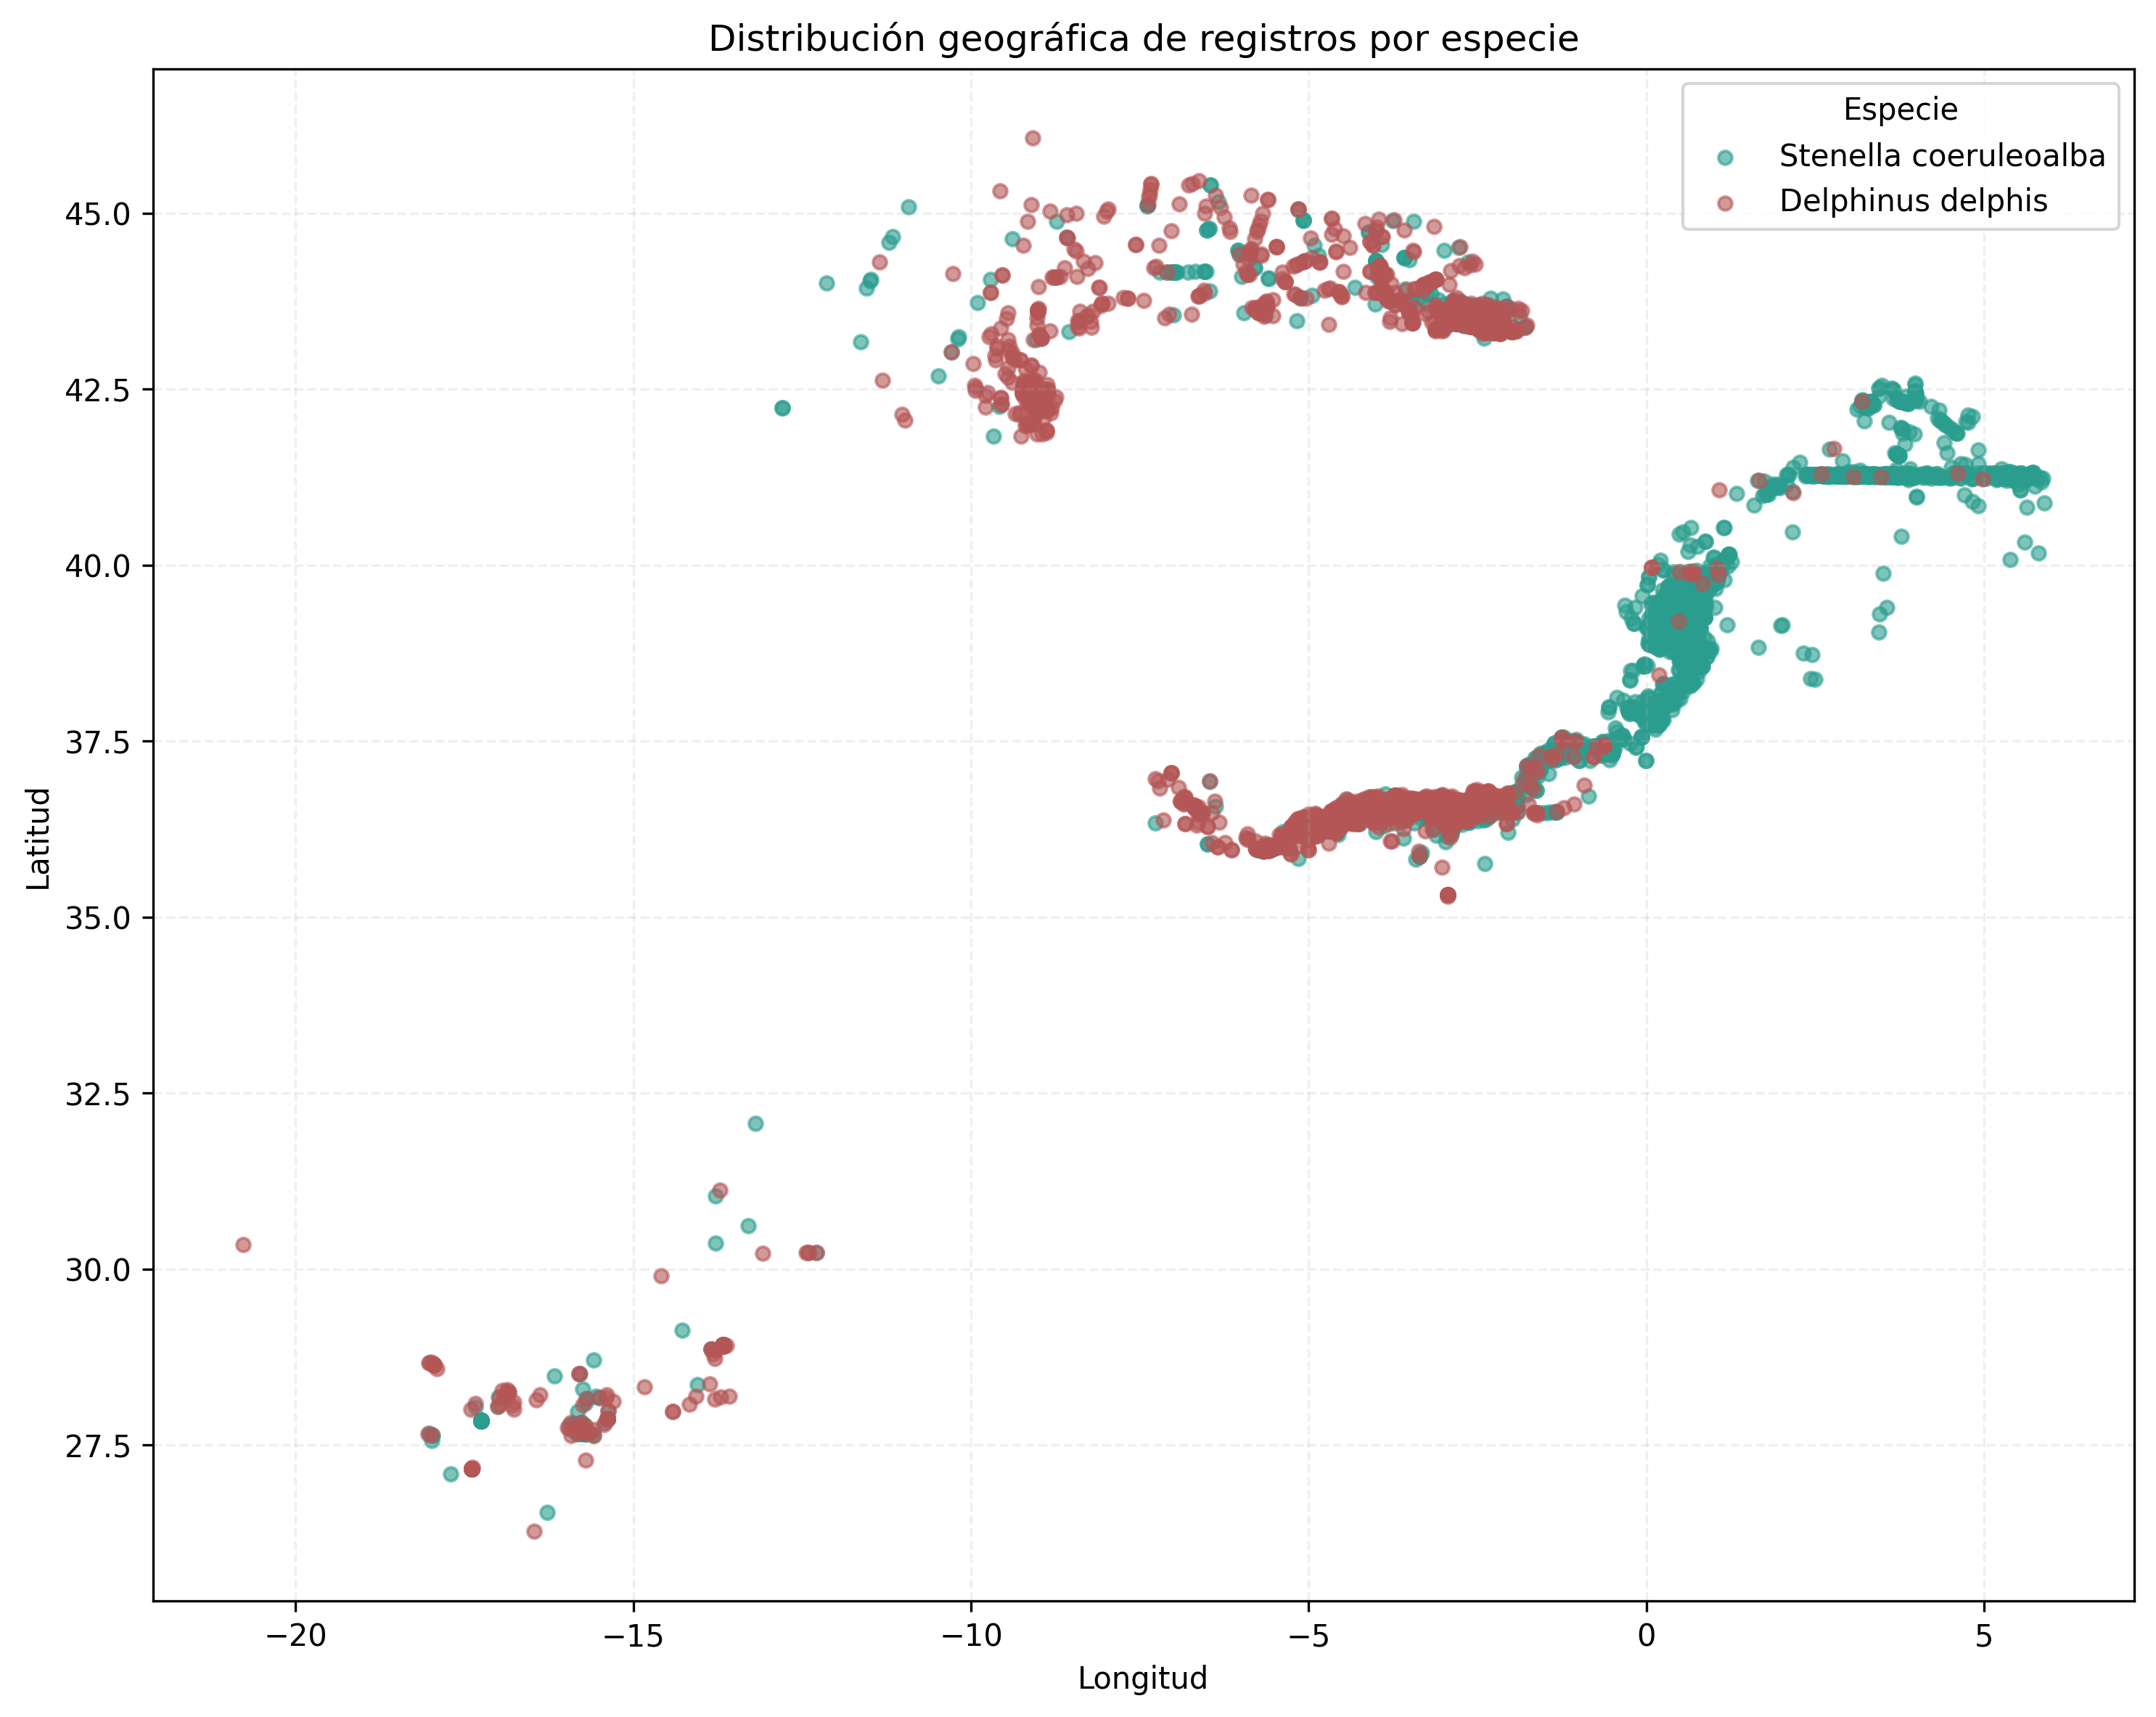 Distribución geográfica de registros por especie
Especie
Stenella coeruleoalba
Delphinus delphis
45.0
42.5
40.0
37.5
35.0
32.5
30.0
27.5
Latitud
−20
−15
−10
−5
0
5
Longitud